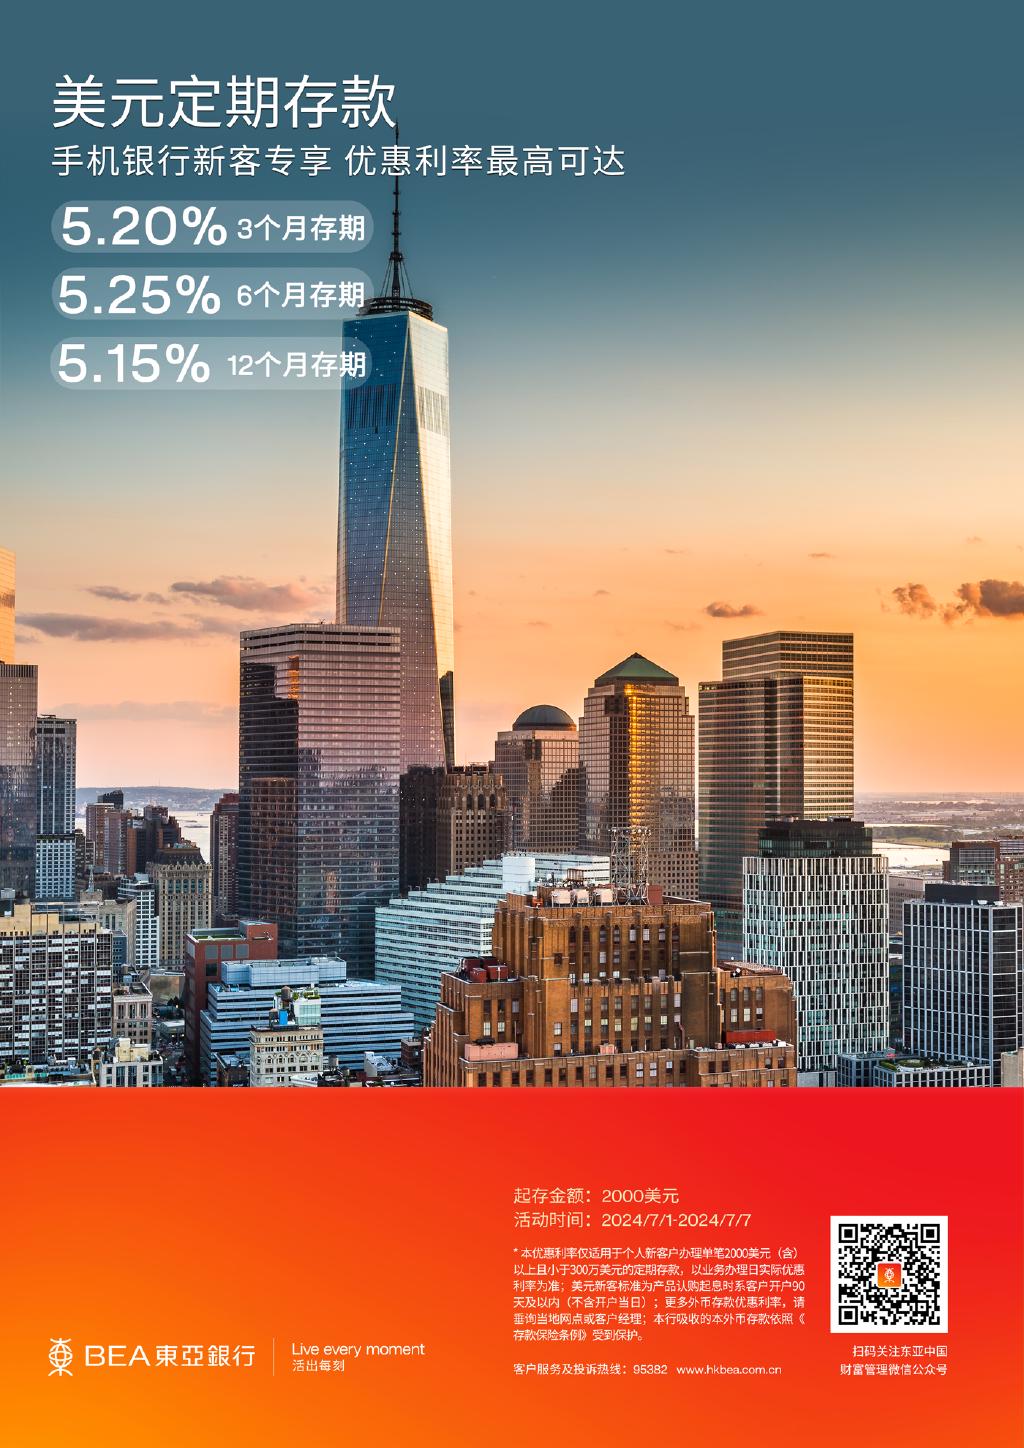 美元定期存款
手机银行新客专享 优惠利率最高可达
5.20% 3个月存期
5.25% 6个月存期
5.15% 12个月存期
起存金额：2000美元
活动时间：2024/7/1-2024/7/7
* 本优惠利率仅适用于个人新客户办理单笔2000美元（含）
以上且小于300万美元的定期存款，以业务办理日实际优惠
利率为准；美元新客标准为产品认购起息时系客户开户90
天及以内（不含开户当日）；更多外币存款优惠利率，请
垂询当地网点或客户经理；本行吸收的本外币存款依照《
存款保险条例》受到保护。
客户服务及投诉热线：95382 www.hkbea.com.cn
扫码关注东亚中国
财富管理微信公众号
BEA 東亞銀行
Live every moment
活出每刻